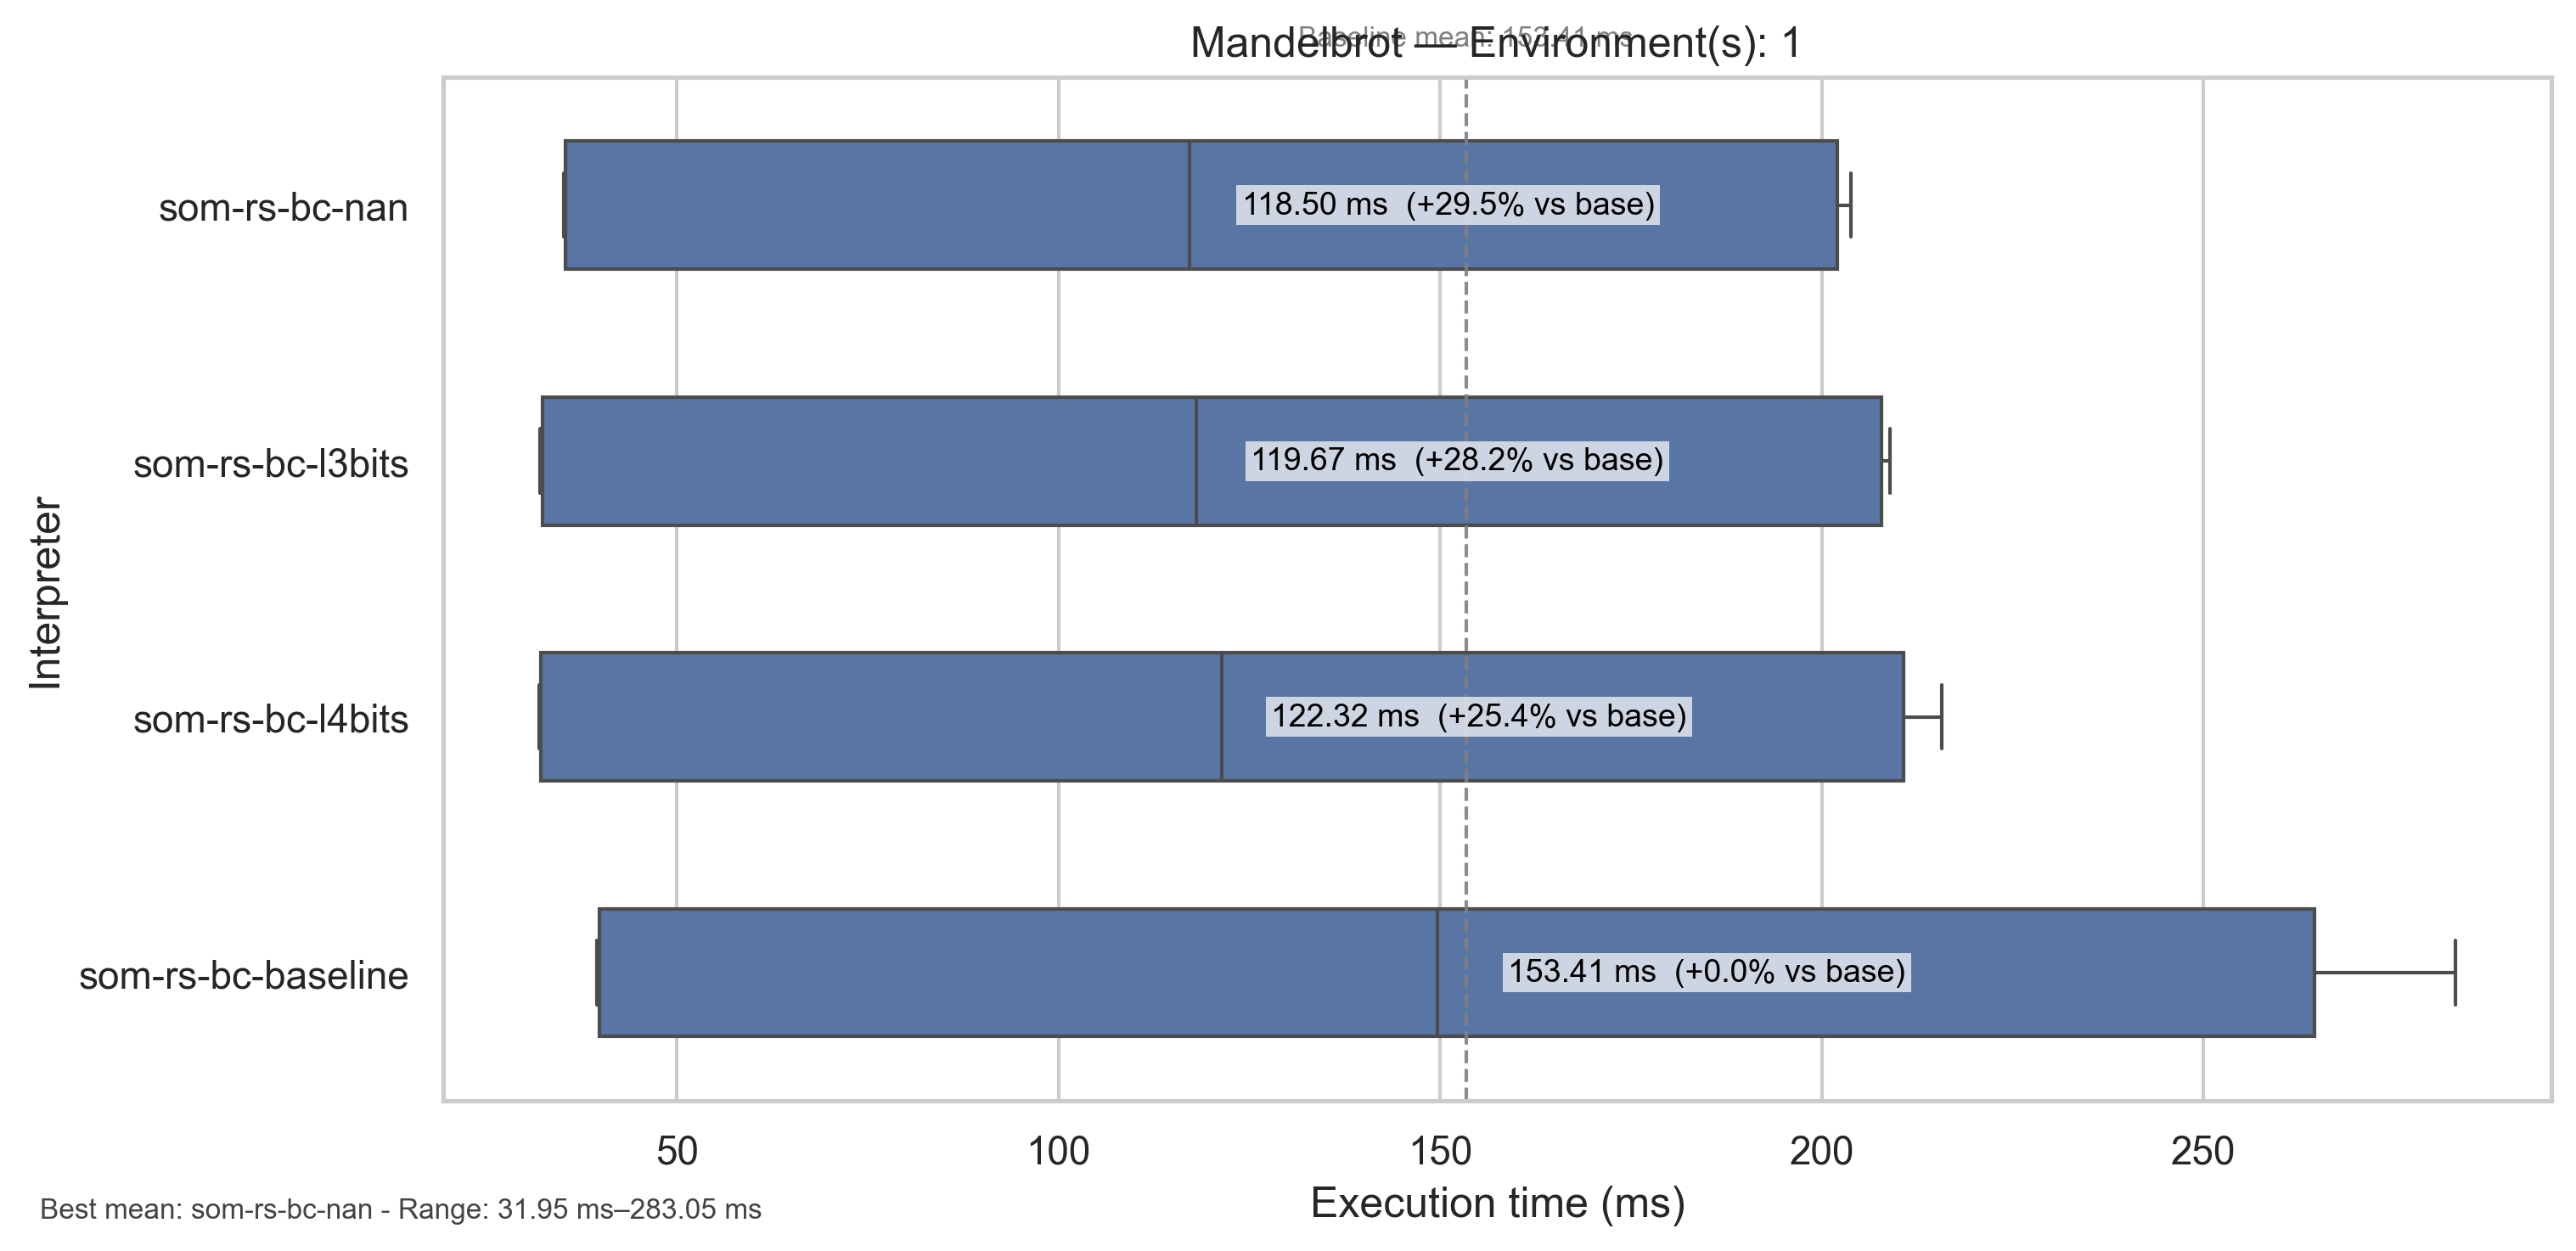 Baseline mean: 153.41 ms
Mandelbrot — Environment(s): 1
som-rs-bc-nan
118.50 ms (+29.5% vs base)
som-rs-bc-l3bits
119.67 ms (+28.2% vs base)
Interpreter
som-rs-bc-l4bits
122.32 ms (+25.4% vs base)
som-rs-bc-baseline
153.41 ms (+0.0% vs base)
50 100 150 200 250
Execution time (ms)
Best mean: som-rs-bc-nan - Range: 31.95 ms–283.05 ms